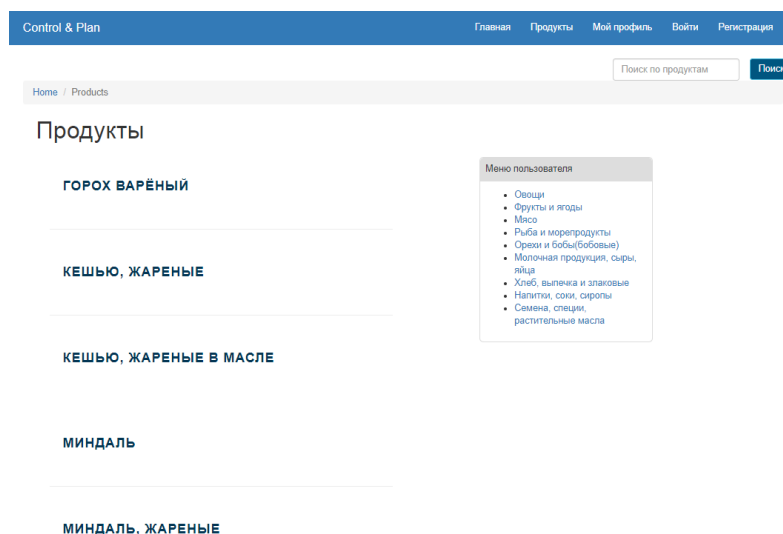 Control & Plan
Главная Продукты Мой профиль Войти Регистрация
Поиск по продуктам Поиск
Home / Products
Продукты
Меню пользователя
ГОРОХ ВАРЁНЫЙ
Овощи
Фрукты и ягоды
Мясо
Рыба и морепродукты
Орехи и бобы(бобовые)
Молочная продукция, сыры,
яйца
Хлеб, выпечка и злаковые
Напитки, соки, сиропы
Семена, специи,
растительные масла
КЕШЬЮ, ЖАРЕНЫЕ
КЕШЬЮ, ЖАРЕНЫЕ В МАСЛЕ
МИНДАЛЬ
МИНДАЛЬ, ЖАРЕНЫЕ